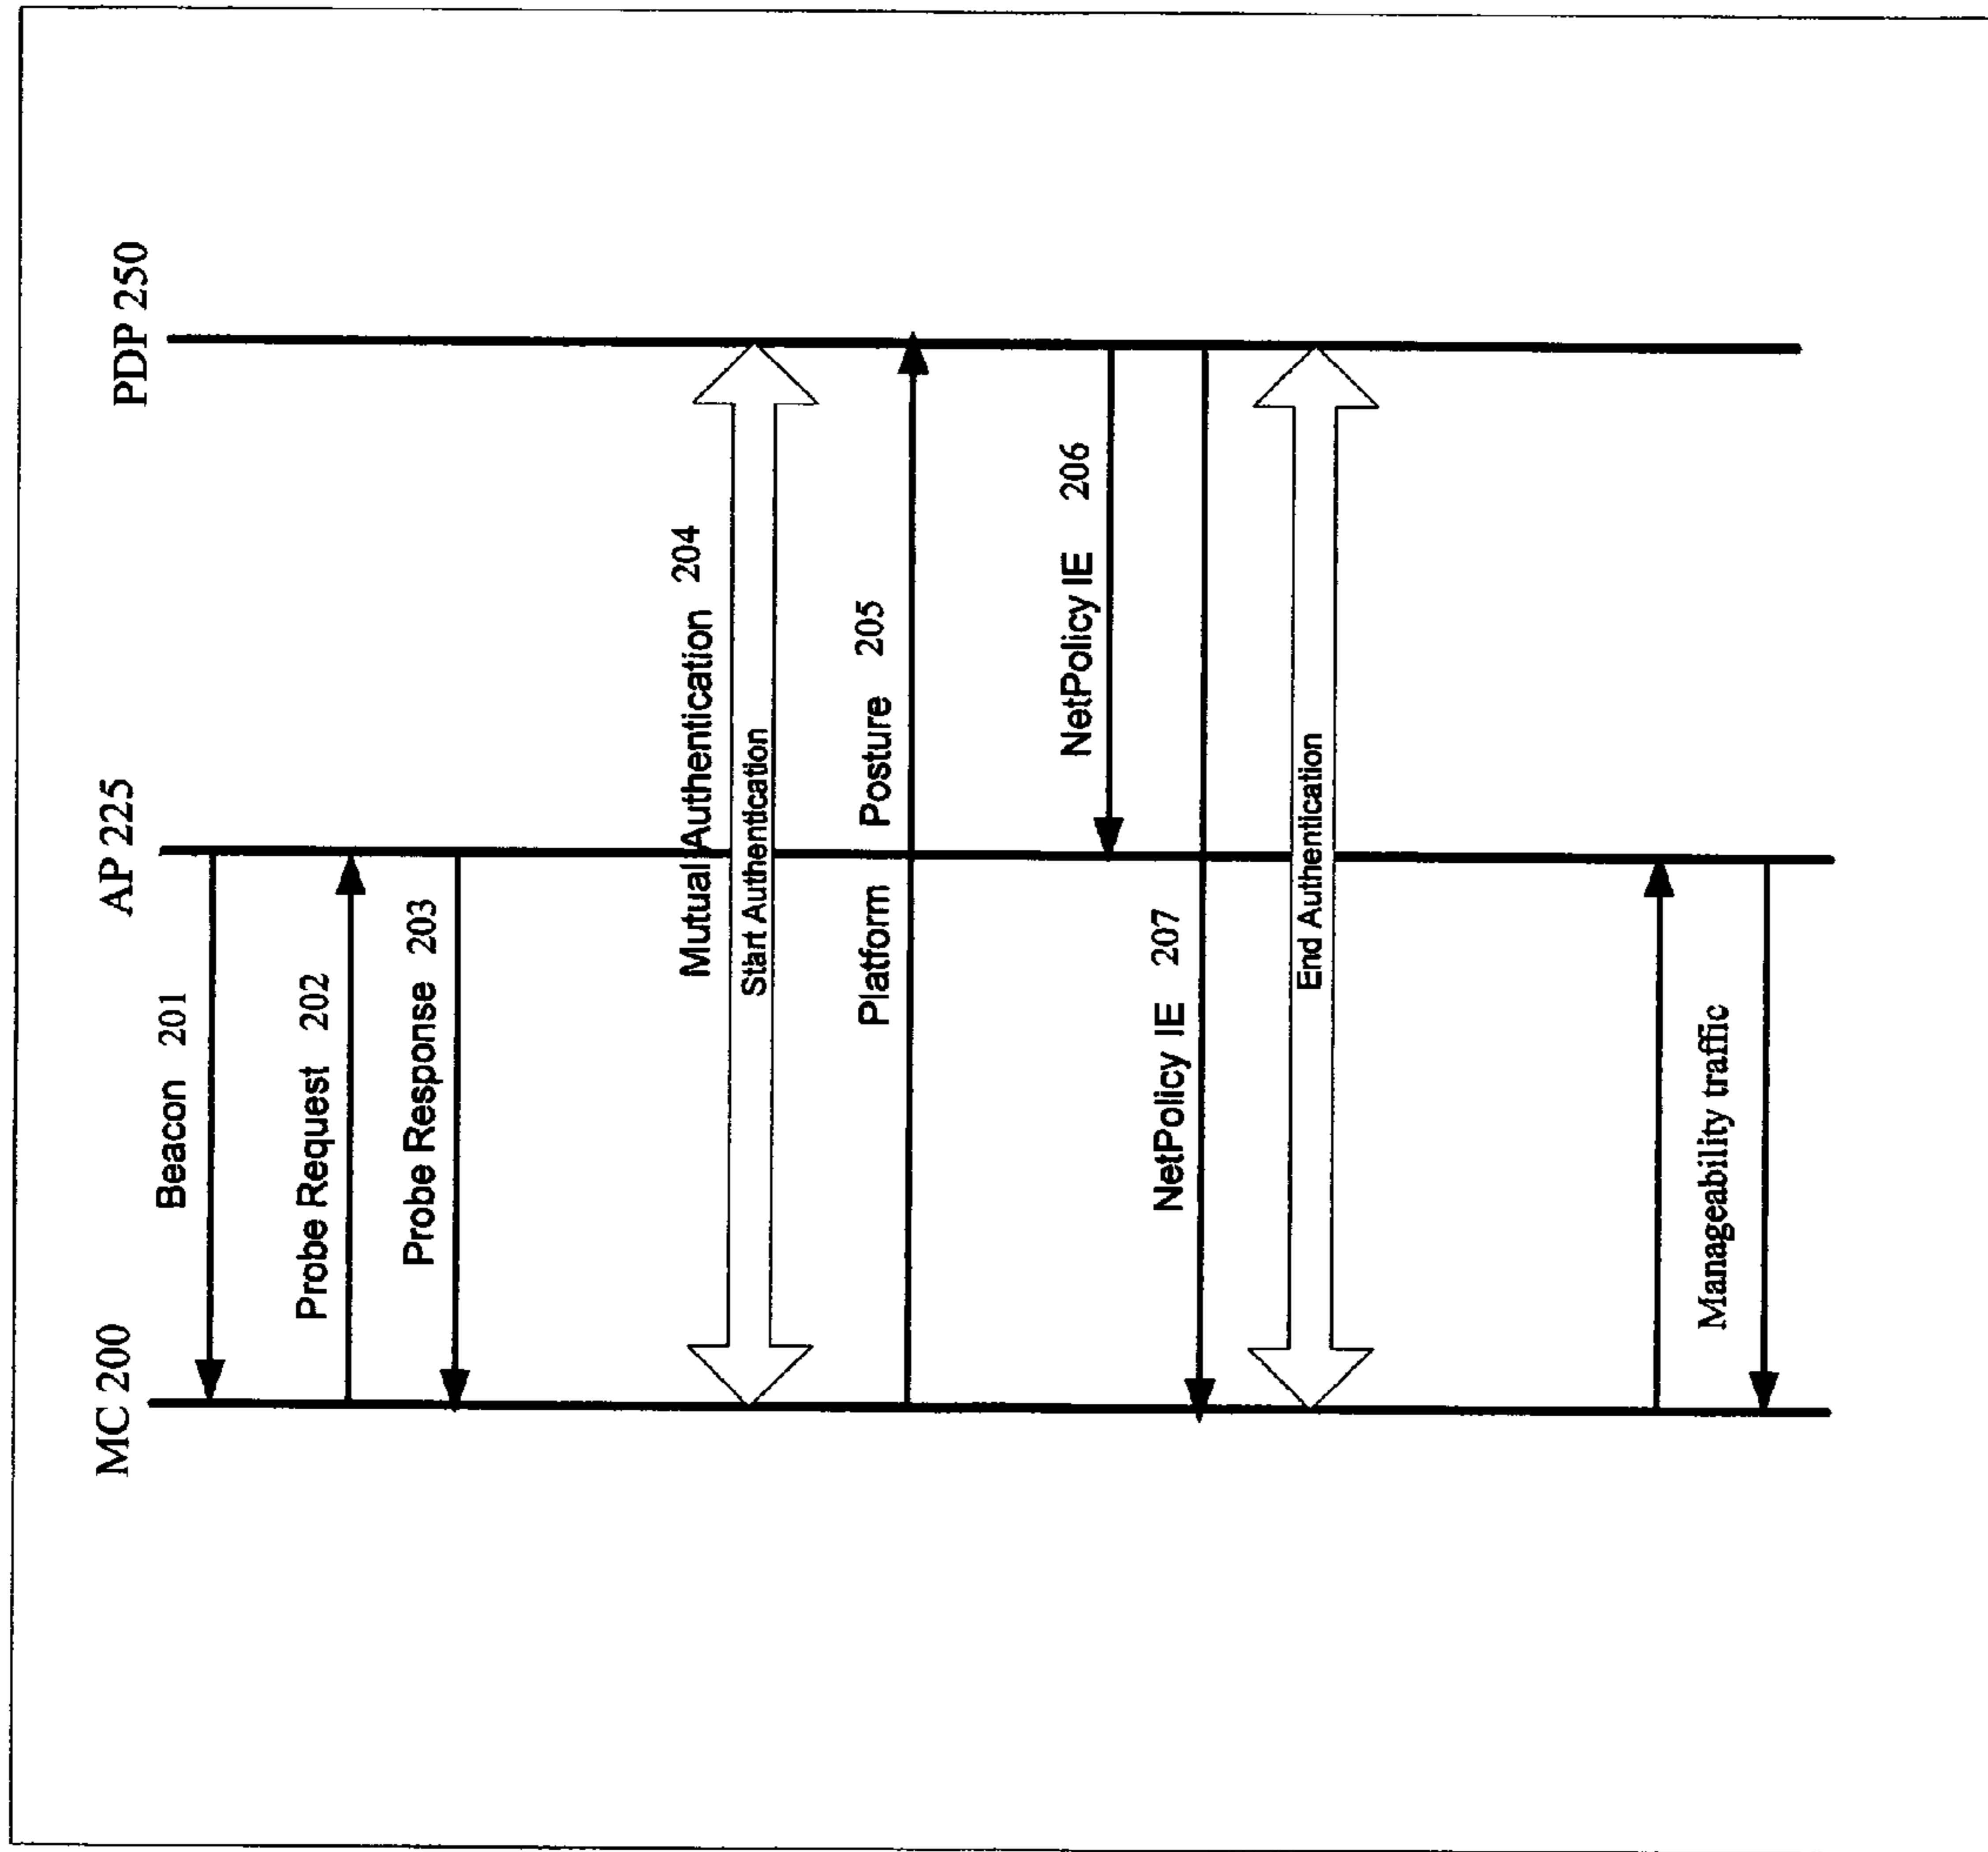 MC 200
AP 225
PDP 250
Beacon 201
Probe Request 202
Probe Response 203
Mutual Authentication 204
Start Authentication
Platform Posture 205
NetPolicy IE 206
NetPolicy IE 207
End Authentication
Manageability traffic